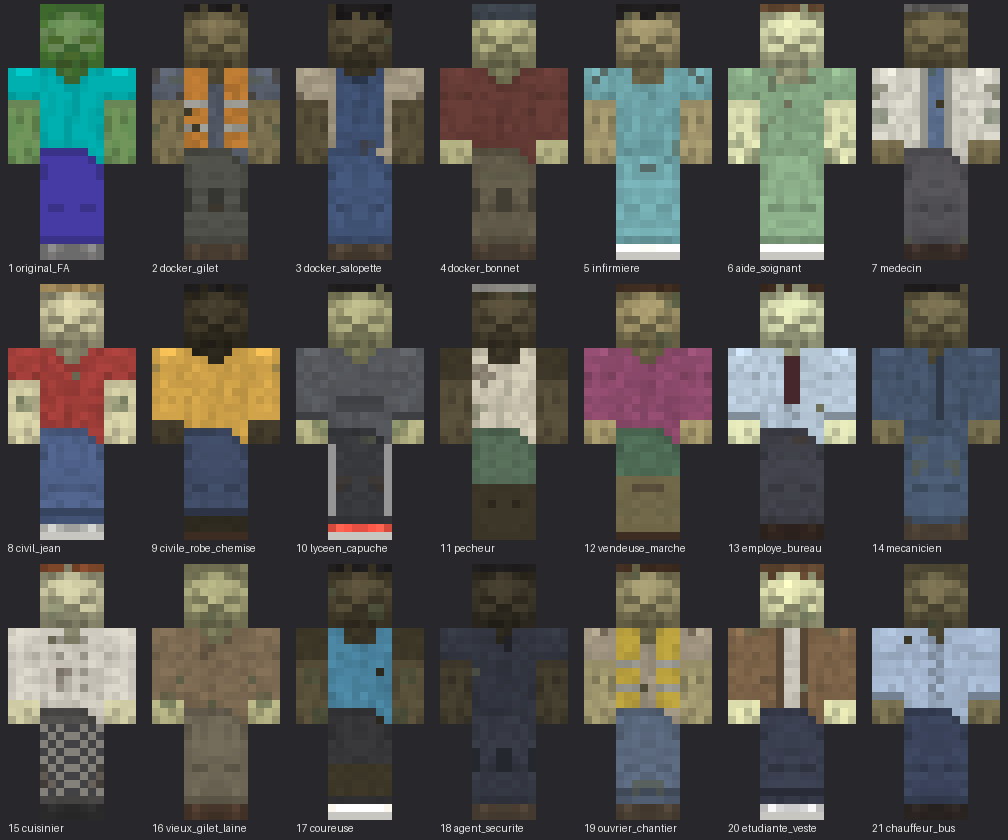 1 original_FA
2 docker_gilet
3 docker_salopette
4 docker_bonnet
5 infirmiere
6 aide_soignant
7 medecin
8 civil_jean
9 civile_robe_chemise
10 lyceen_capuche
11 pecheur
12 vendeuse_marche
13 employe_bureau
14 mecanicien
15 cuisinier
16 vieux_gilet_laine
17 coureuse
18 agent_securite
19 ouvrier_chantier
20 etudiante_veste
21 chauffeur_bus